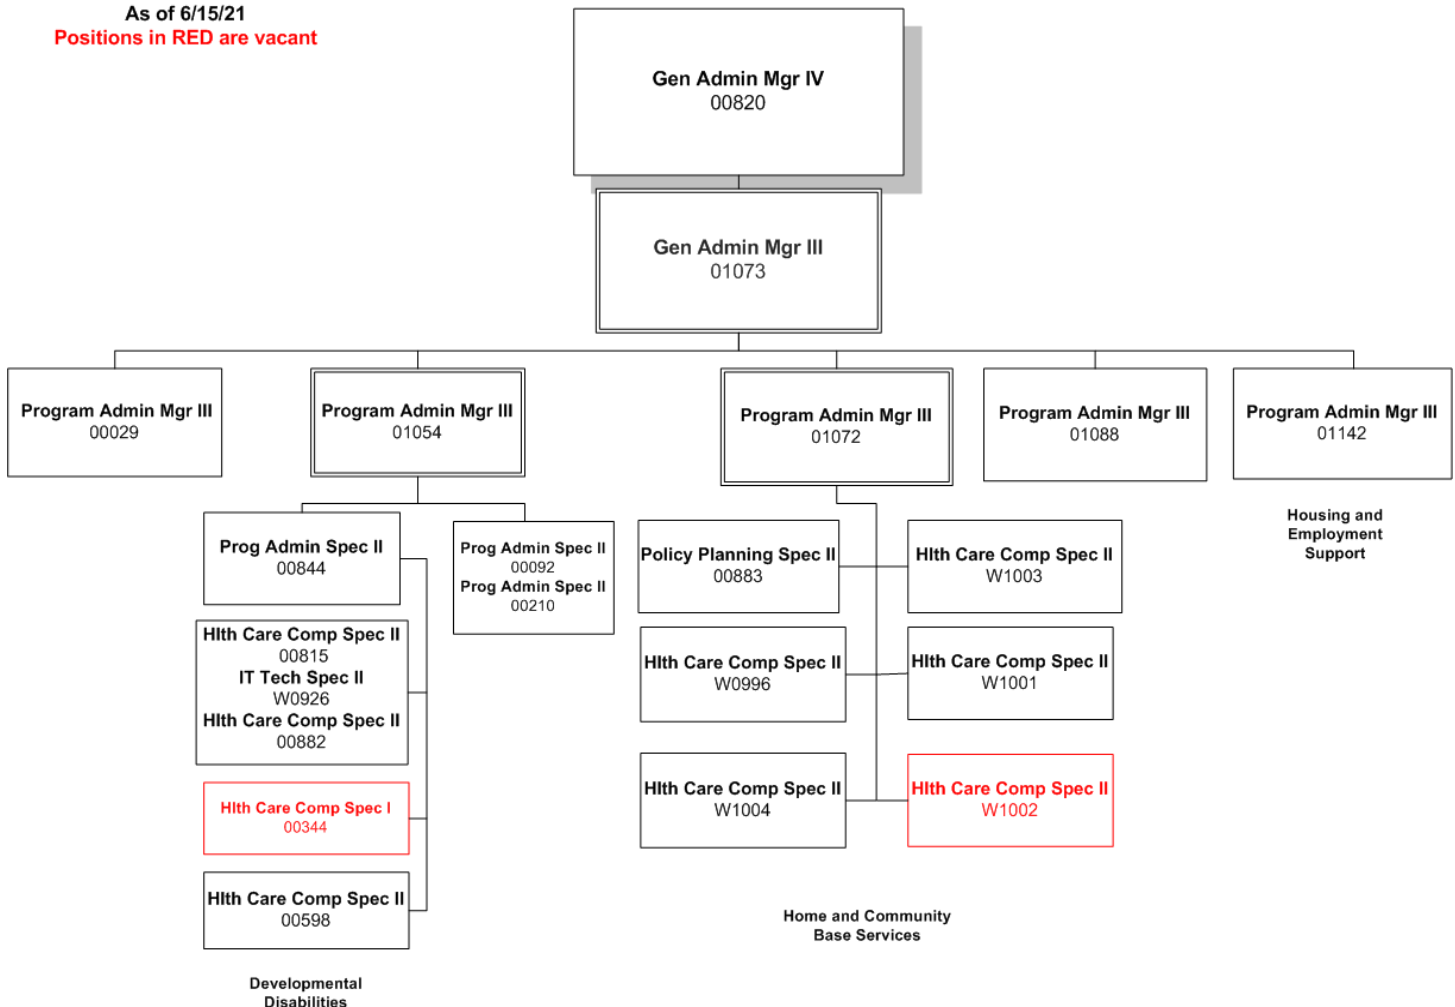 As of 6/15/21
Positions in RED are vacant
Gen Admin Mgr IV
00820
Gen Admin Mgr III
01073
Program Admin Mgr III
00029
Program Admin Mgr III
01054
Program Admin Mgr III
01072
Program Admin Mgr III
01088
Program Admin Mgr III
01142
Housing and
Employment
Support
Prog Admin Spec II
00844
Prog Admin Spec II
00092
Prog Admin Spec II
00210
Hlth Care Comp Spec II
00815
IT Tech Spec II
W0926
Hlth Care Comp Spec II
00882
Hlth Care Comp Spec I
00344
Hlth Care Comp Spec II
00598
Developmental
Disabilities
Policy Planning Spec II
00883
Hlth Care Comp Spec II
W1003
Hlth Care Comp Spec II
W0996
Hlth Care Comp Spec II
W1001
Hlth Care Comp Spec II
W1004
Hlth Care Comp Spec II
W1002
Home and Community
Base Services